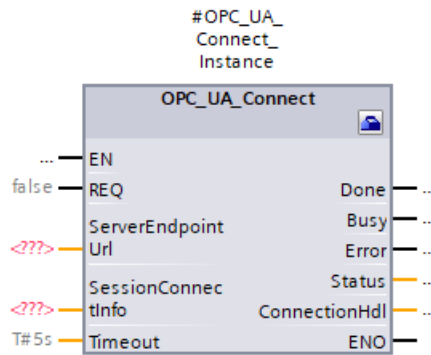 #OPC_UA_
Connect_
Instance
OPC_UA_Connect
... EN
false REQ Done ...
ServerEndpoint Busy ...
<???> Url Error ...
SessionConnec Status ...
<???> tInfo ConnectionHdl ...
T#5s Timeout ENO